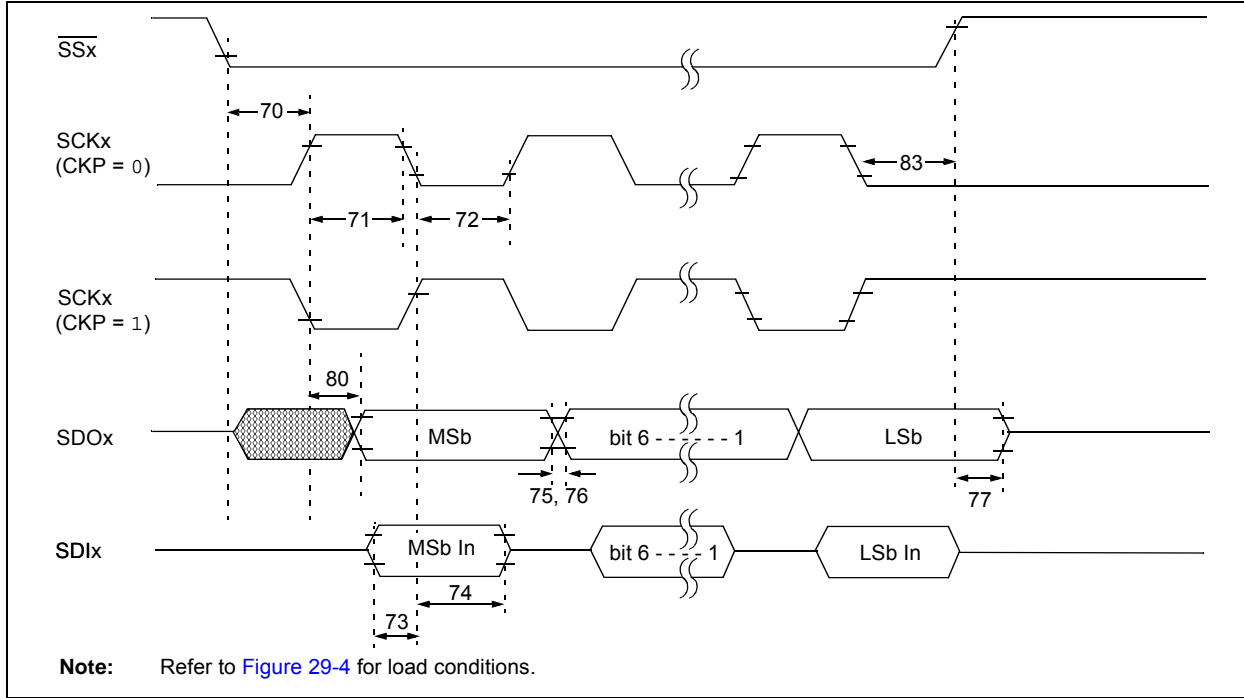 SSx
70
SCKx
(CKP = 0)
83
71
72
SCKx
(CKP = 1)
80
SDOx
MSb
bit 6 - - - - - - 1
LSb
75, 76
77
SDIx
MSb In
bit 6 - - - - 1
LSb In
74
73
Note: Refer to Figure 29-4 for load conditions.